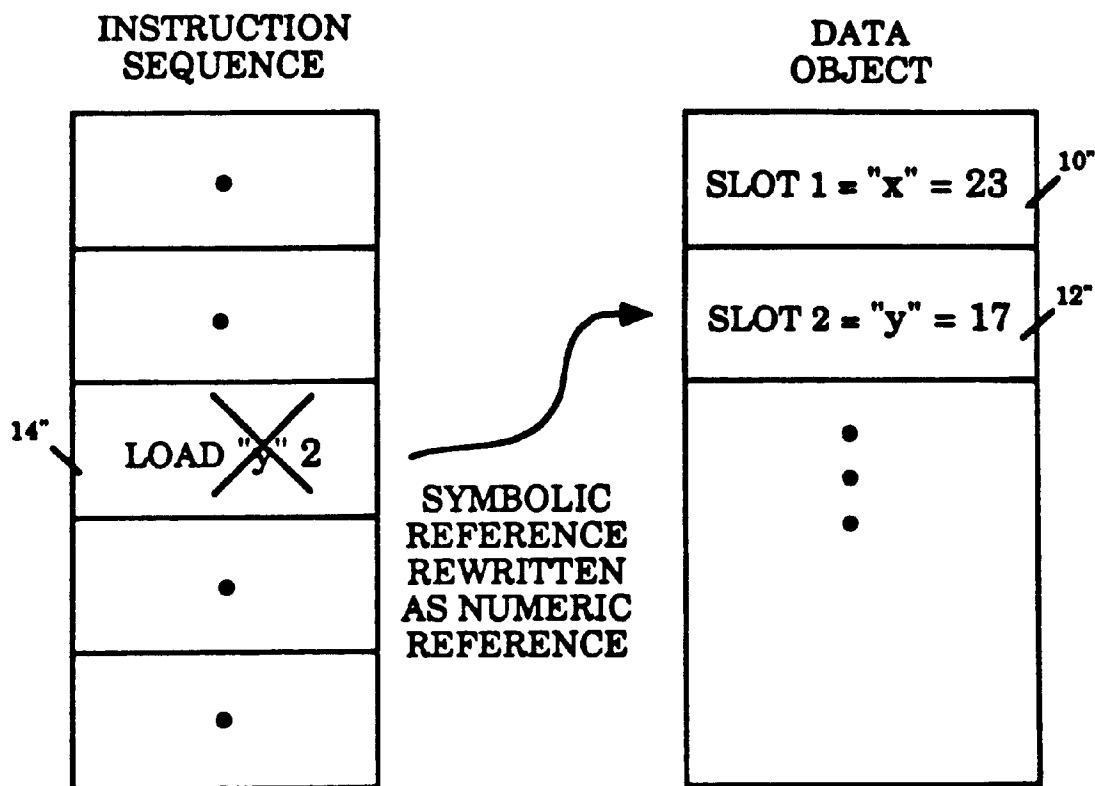 INSTRUCTION
SEQUENCE
DATA
OBJECT
SLOT 1 = "x" = 23
10"
SLOT 2 = "y" = 17
12"
14"
LOAD "y" 2
SYMBOLIC
REFERENCE
REWRITTEN
AS NUMERIC
REFERENCE